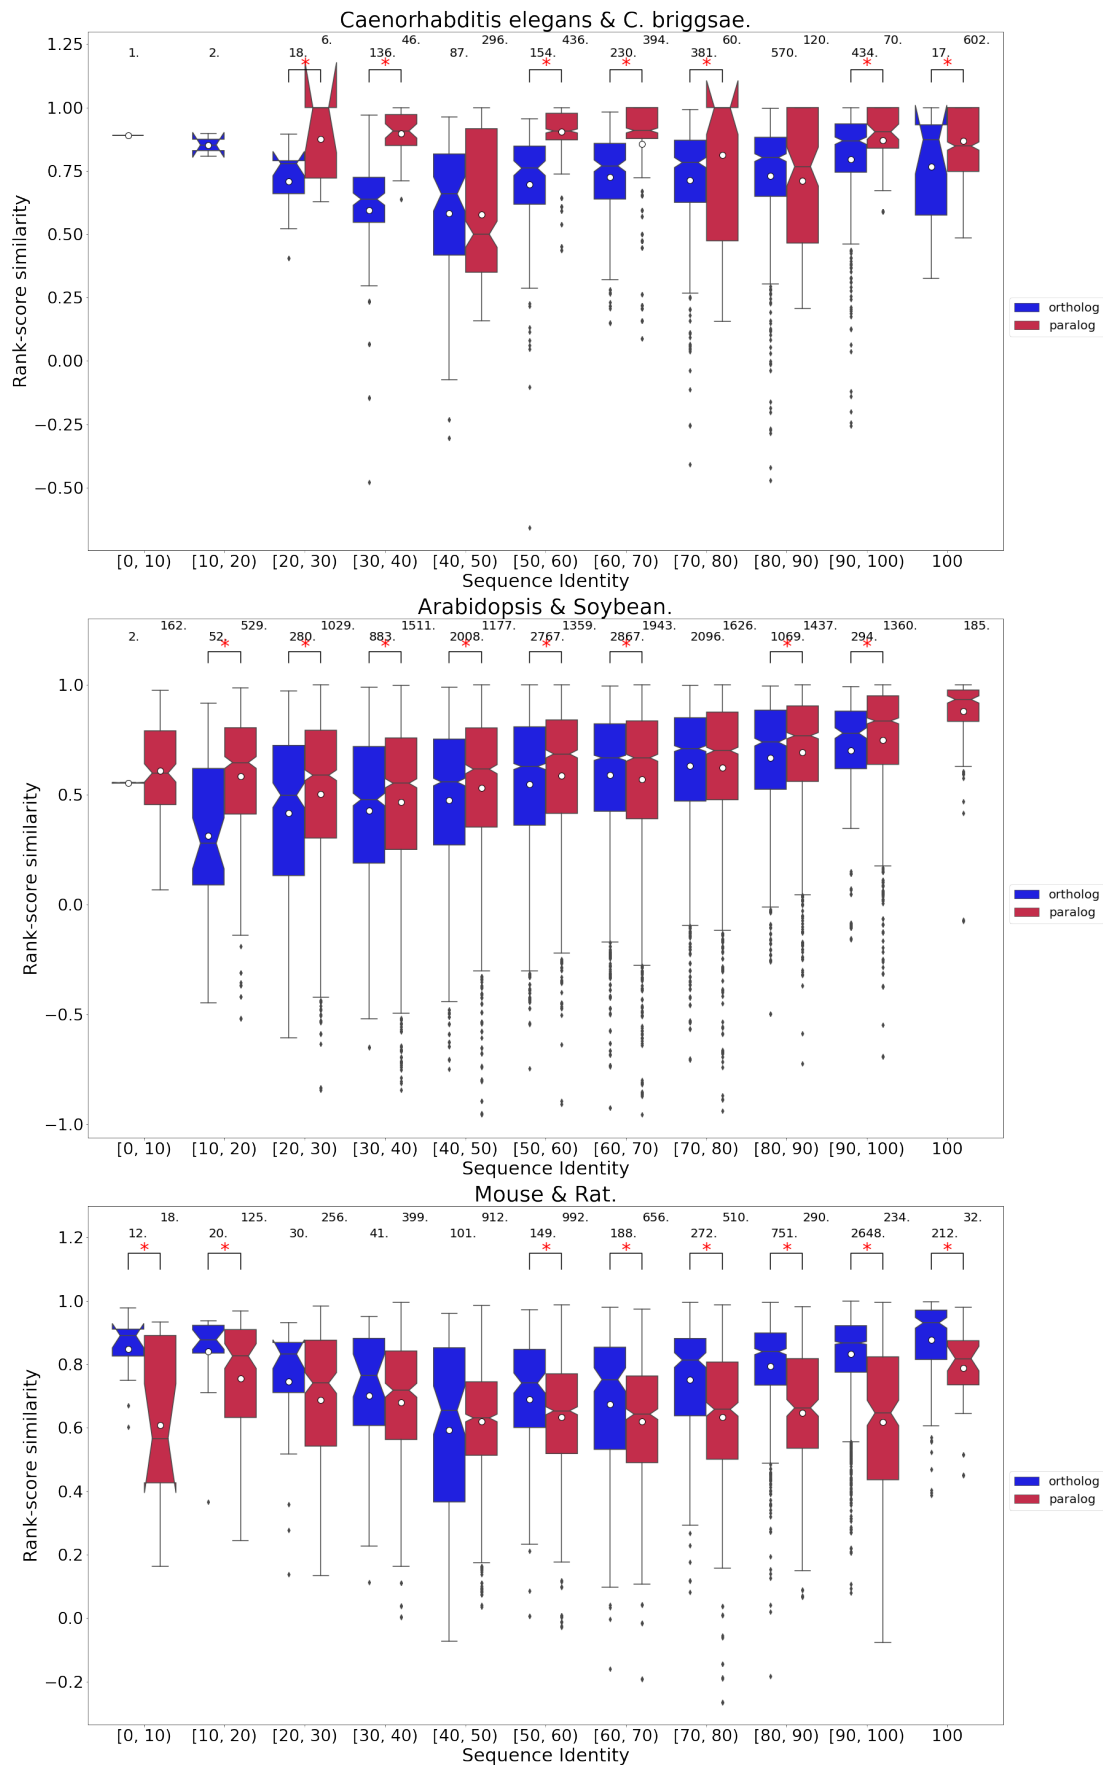 Caenorhabditis elegans & C. briggsae.
1. 2. 18. 6. 136. 46. 87. 296. 154. 436. 230. 394. 381. 60. 570. 120. 434. 70. 17. 602.
* * * * * * *
1.25
1.00
0.75
0.50
0.25
0.00
−0.25
−0.50
Rank-score similarity
ortholog
paralog
[0, 10) [10, 20) [20, 30) [30, 40) [40, 50) [50, 60) [60, 70) [70, 80) [80, 90) [90, 100) 100
Sequence Identity
Arabidopsis & Soybean.
2. 162. 52. 529. 280. 1029. 883. 1511. 2008. 1177. 2767. 1359. 2867. 1943. 2096. 1626. 1069. 1437. 294. 1360. 185.
* * * * * * * *
1.0
0.5
0.0
−0.5
−1.0
Rank-score similarity
ortholog
paralog
[0, 10) [10, 20) [20, 30) [30, 40) [40, 50) [50, 60) [60, 70) [70, 80) [80, 90) [90, 100) 100
Sequence Identity
Mouse & Rat.
12. 18. 20. 125. 30. 256. 41. 399. 101. 912. 149. 992. 188. 656. 272. 510. 751. 290. 2648. 234. 212. 32.
* * * * * * * *
1.2
1.0
0.8
0.6
0.4
0.2
0.0
−0.2
Rank-score similarity
ortholog
paralog
[0, 10) [10, 20) [20, 30) [30, 40) [40, 50) [50, 60) [60, 70) [70, 80) [80, 90) [90, 100) 100
Sequence Identity